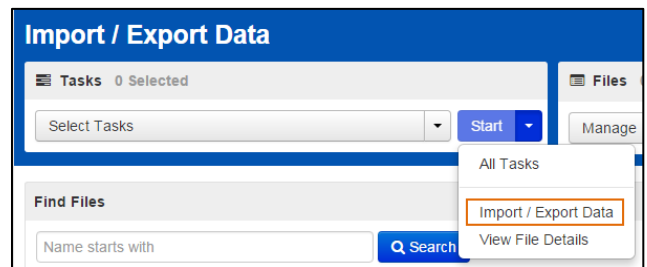 Import / Export Data
Tasks 0 Selected
Files
Select Tasks
Start
Manage
All Tasks
Import / Export Data
View File Details
Find Files
Name starts with
Search